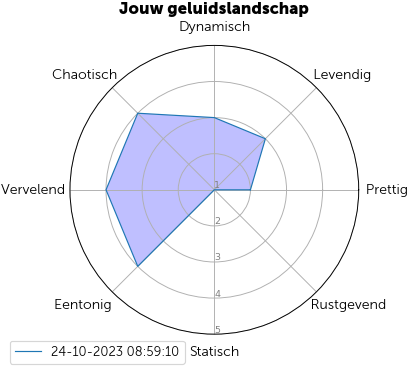 Jouw geluidslandschap
Dynamisch
Chaotisch
Levendig
Vervelend
1
Prettig
2
3
Eentonig
4
Rustgevend
5
24-10-2023 08:59:10
Statisch